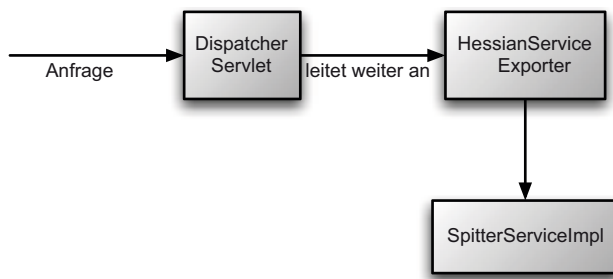 Anfrage
Dispatcher
Servlet
leitet weiter an
HessianService
Exporter
SpitterServiceImpl